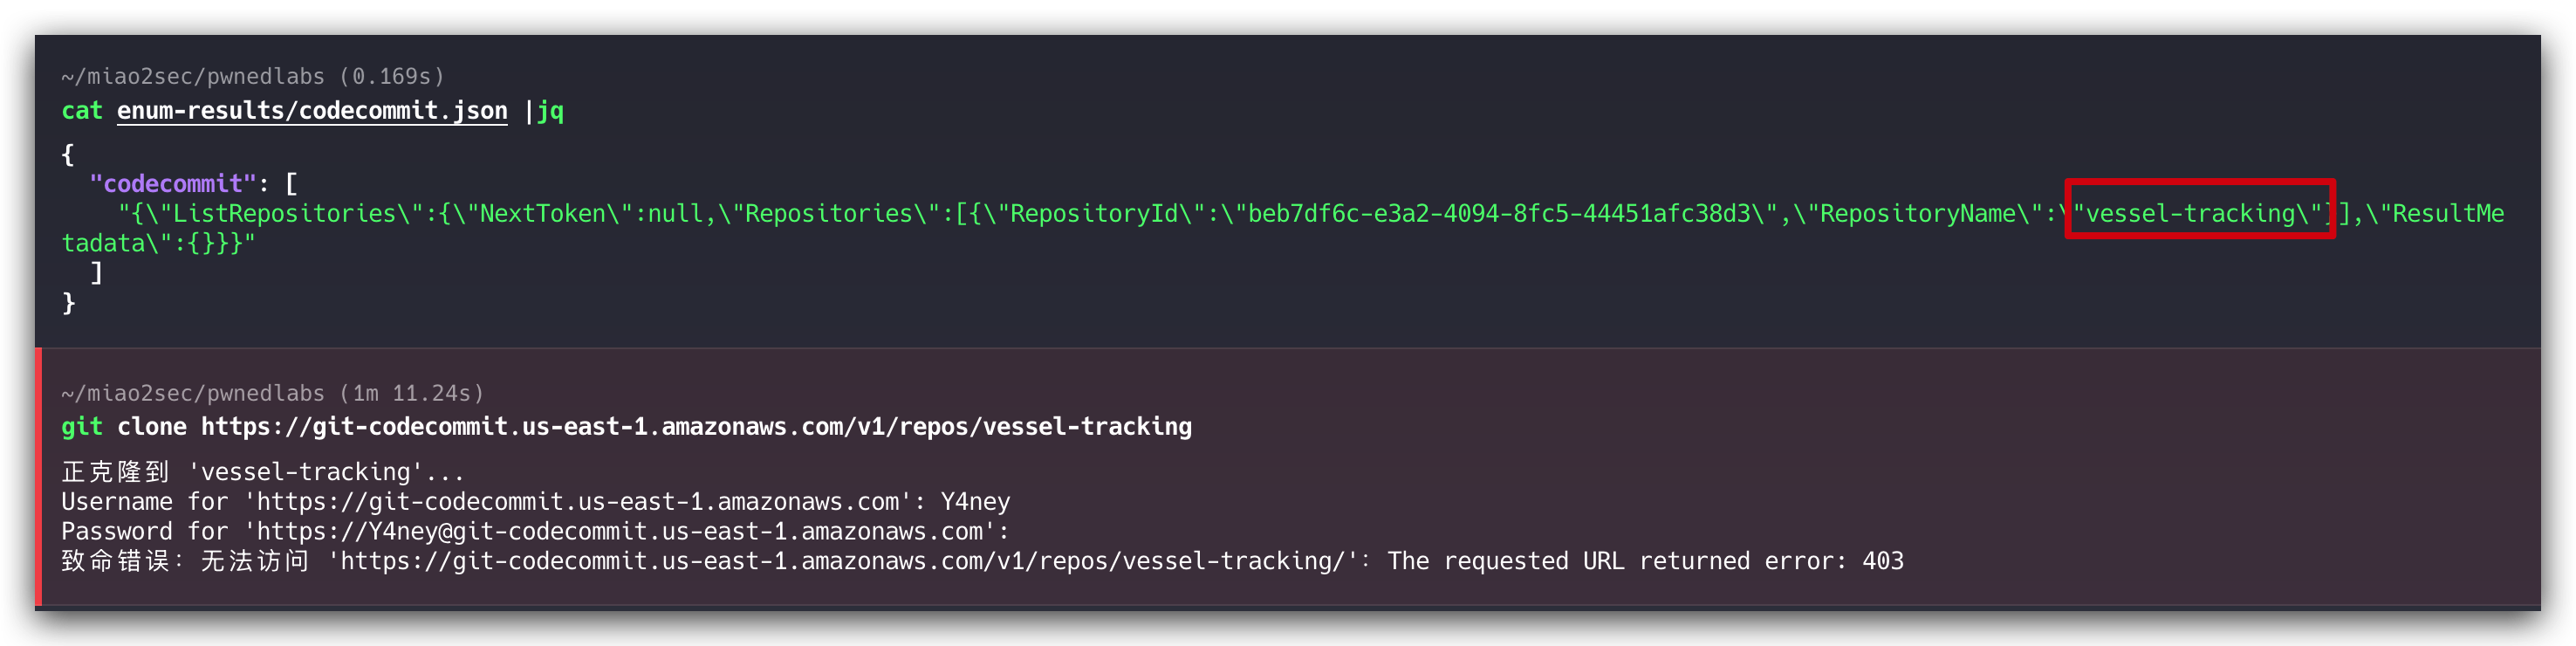 ~/miao2sec/pwnedlabs (0.169s)
cat enum-results/codecommit.json |jq
{
  "codecommit": [
    "{\"ListRepositories\":{\"NextToken\":null,\"Repositories\":[{\"RepositoryId\":\"beb7df6c-e3a2-4094-8fc5-44451afc38d3\",\"RepositoryName\":\"vessel-tracking\"}],\"ResultMe
tadata\":{}}}"
  ]
}
~/miao2sec/pwnedlabs (1m 11.24s)
git clone https://git-codecommit.us-east-1.amazonaws.com/v1/repos/vessel-tracking
正克隆到 'vessel-tracking'...
Username for 'https://git-codecommit.us-east-1.amazonaws.com': Y4ney
Password for 'https://Y4ney@git-codecommit.us-east-1.amazonaws.com':
致命错误：无法访问 'https://git-codecommit.us-east-1.amazonaws.com/v1/repos/vessel-tracking/'：The requested URL returned error: 403